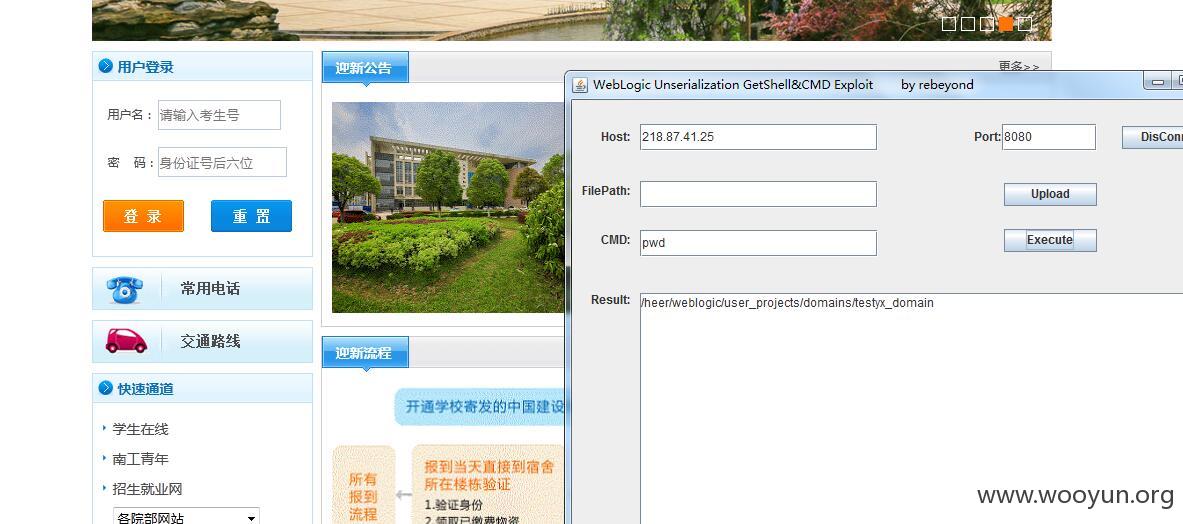 用户登录
用户名：
请输入考生号
密 码：
身份证号后六位
登 录
重 置
常用电话
交通路线
快速通道
学生在线
南工青年
招生就业网
各院部网站
迎新公告
更多>>
迎新流程
开通学校寄发的中国建设
所有
报到
流程
报到当天直接到宿舍
所在楼栋验证
1.验证身份
2.领取已缴费物资
WebLogic Unserialization GetShell&CMD Exploit by rebeyond
Host:
218.87.41.25
Port:
8080
DisConn
FilePath:
Upload
CMD:
pwd
Execute
Result:
/heer/weblogic/user_projects/domains/testyx_domain
www.wooyun.org